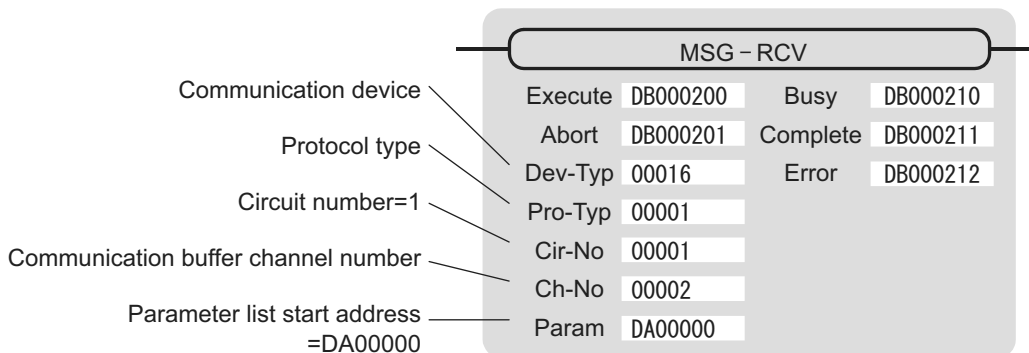 MSG-RCV
Communication device
Execute DB000200 Busy DB000210
Protocol type
Abort DB000201 Complete DB000211
Dev-Typ 00016 Error DB000212
Circuit number=1
Pro-Typ 00001
Communication buffer channel number
Cir-No 00001
Ch-No 00002
Parameter list start address
=DA00000
Param DA00000